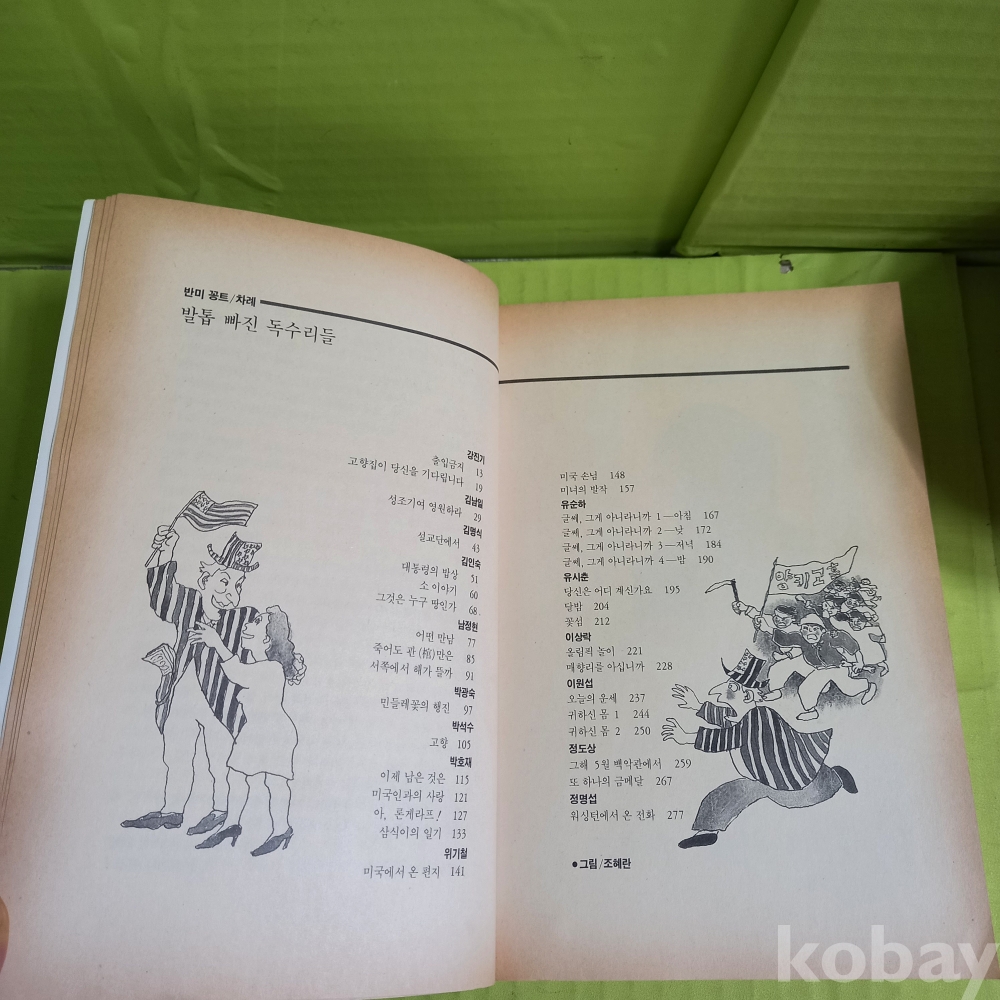 반미 꽁트/차례
발톱 빠진 독수리들
강진기
출입금지 13
고향집이 당신을 기다립니다 19
김남일
성조기여 영원하라 29
김명식
설교단에서 43
김인숙
대통령의 밥상 51
소 이야기 60
그것은 누구 땅인가 68
남정현
어떤 만남 77
죽어도 관(棺)만은 85
서쪽에서 해가 뜰까 91
박광숙
민들레꽃의 행진 97
박석수
고향 105
박호재
이제 남은 것은 115
미국인과의 사랑 121
아, 론게라프! 127
삼식이의 일기 133
위기철
미국에서 온 편지 141
미국 손님 148
미녀의 발작 157
유순하
글쎄, 그게 아니라니까 1—아침 167
글쎄, 그게 아니라니까 2—낮 172
글쎄, 그게 아니라니까 3—저녁 184
글쎄, 그게 아니라니까 4—밤 190
유시춘
당신은 어디 계신가요 195
달밤 204
꽃섬 212
이상락
올림픽 놀이 221
매향리를 아십니까 228
이원섭
오늘의 운세 237
귀하신 몸 1 244
귀하신 몸 2 250
정도상
그해 5월 백악관에서 259
또 하나의 금메달 267
정명섭
워싱턴에서 온 전화 277
●그림/조혜란
양키고홈
kobay